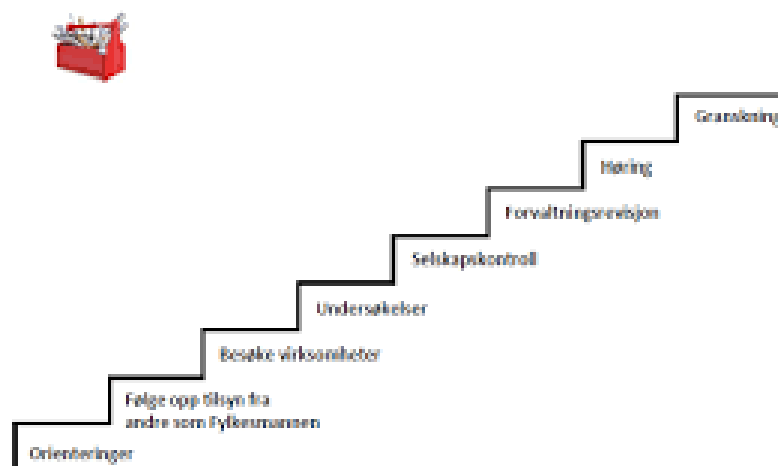 Granskning
Høring
Forvaltningsrevisjon
Selskapskontroll
Undersøkelser
Besøke virksomheter
Følge opp tilsyn fra
andre som Fylkesmannen
Orienteringer